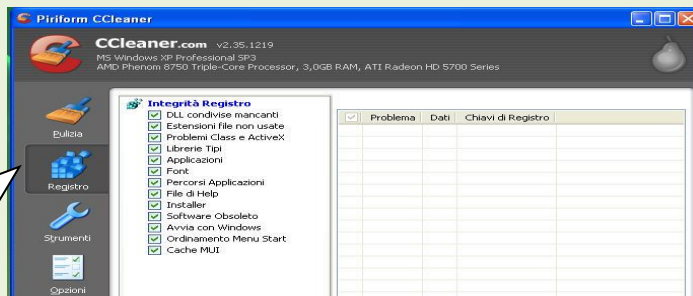 Piriform CCleaner
CCleaner.com v2.35.1219
MS Windows XP Professional SP3
AMD Phenom 8750 Triple-Core Processor, 3,0GB RAM, ATI Radeon HD 5700 Series
Pulizia
Registro
Strumenti
Opzioni
Integrità Registro
DLL condivise mancanti
Estensioni file non usate
Problemi Class e ActiveX
Librerie Tipi
Applicazioni
Font
Percorsi Applicazioni
File di Help
Installer
Software Obsoleto
Avvia con Windows
Ordinamento Menu Start
Cache MUI
Problema Dati Chiavi di Registro